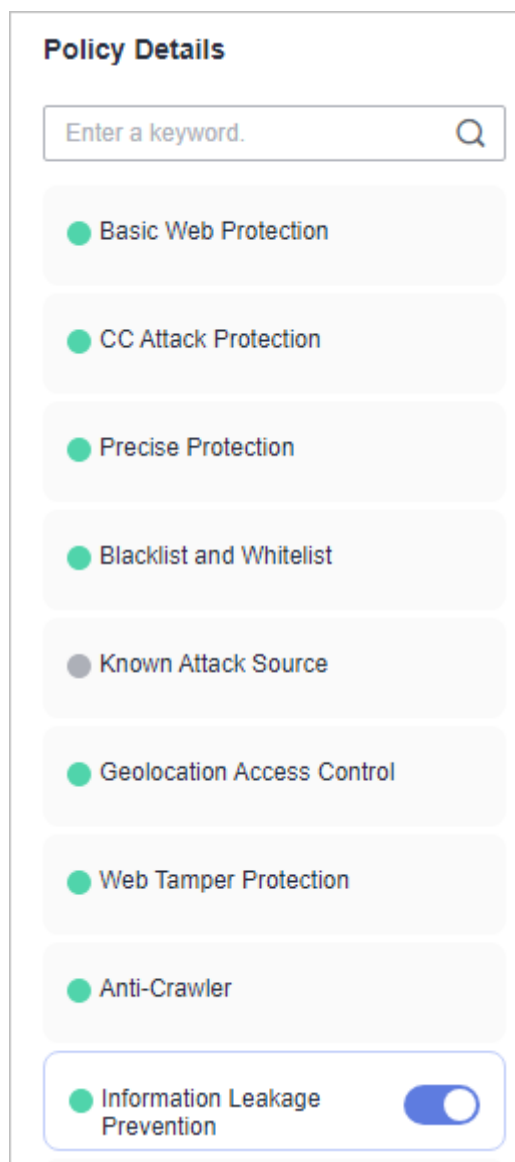 Policy Details
Enter a keyword.
Basic Web Protection
CC Attack Protection
Precise Protection
Blacklist and Whitelist
Known Attack Source
Geolocation Access Control
Web Tamper Protection
Anti-Crawler
Information Leakage
Prevention